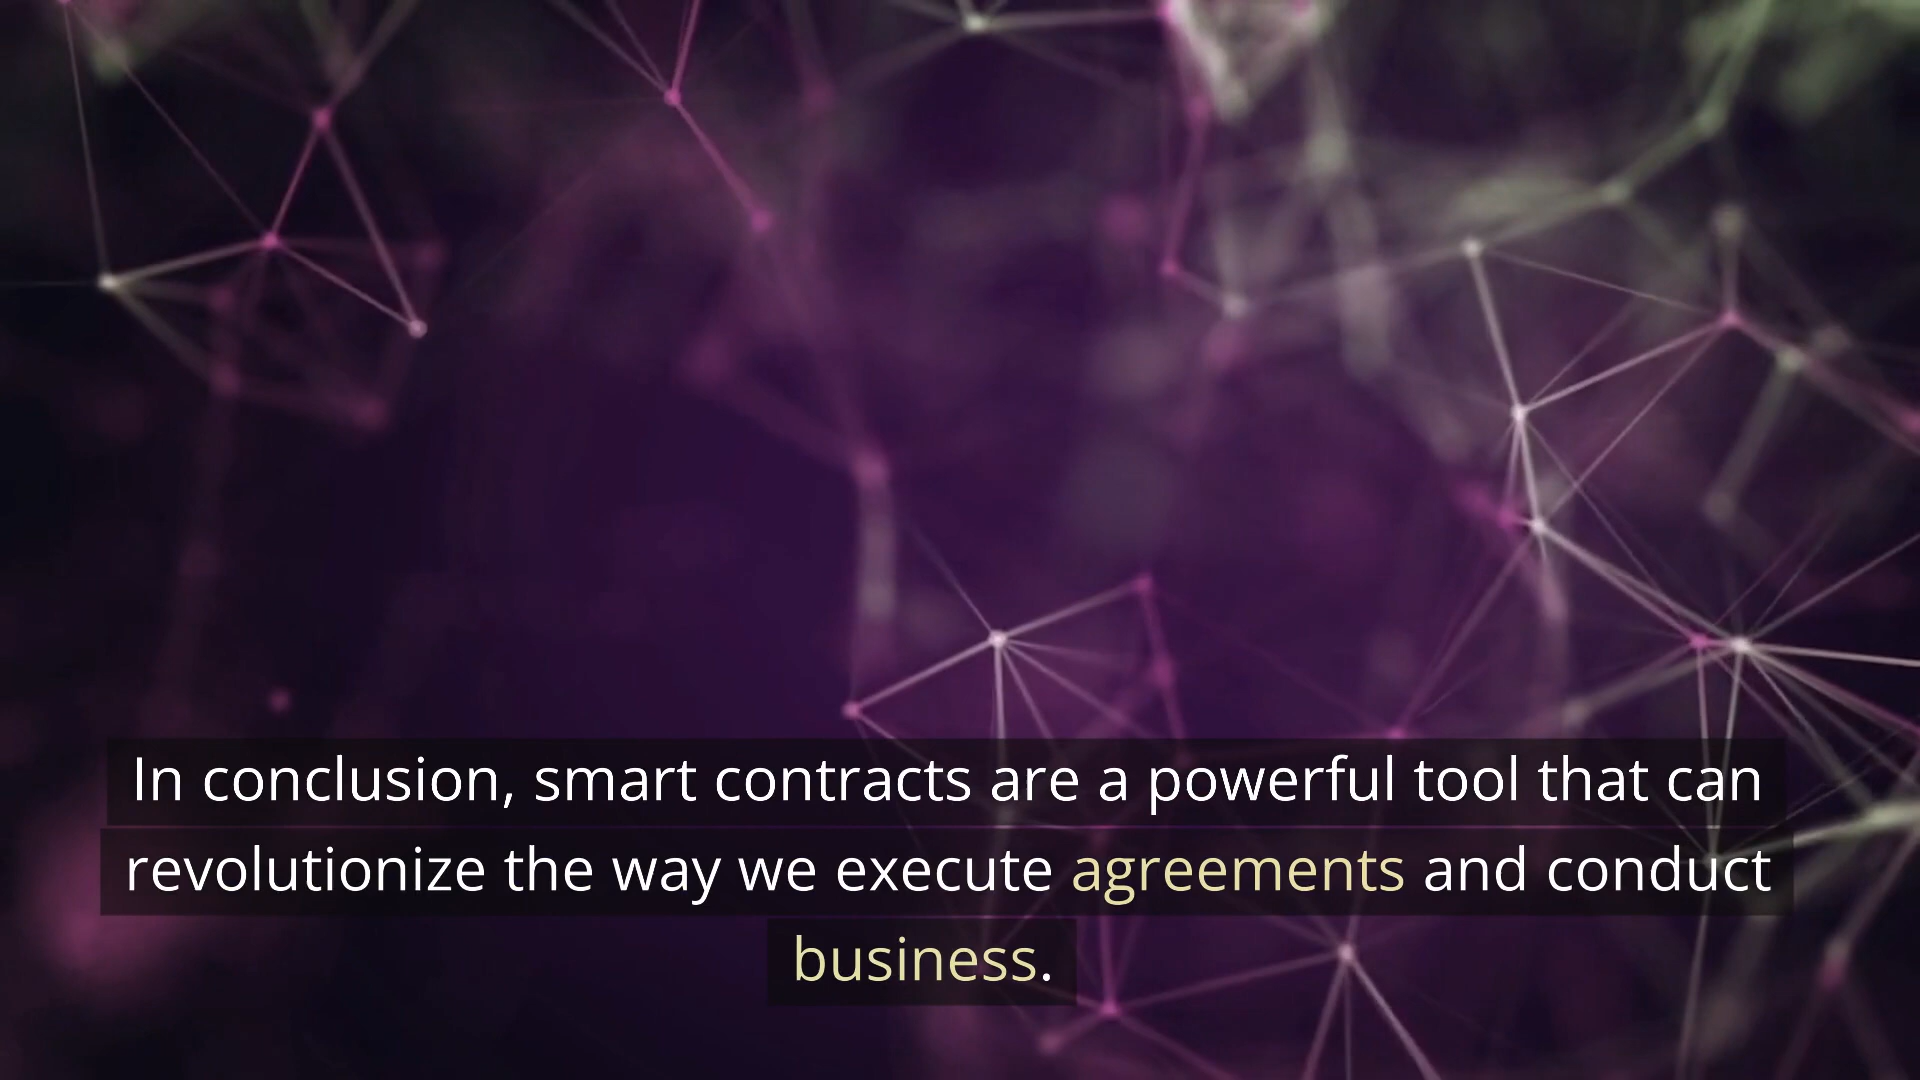 In conclusion, smart contracts are a powerful tool that can
revolutionize the way we execute agreements and conduct
business.